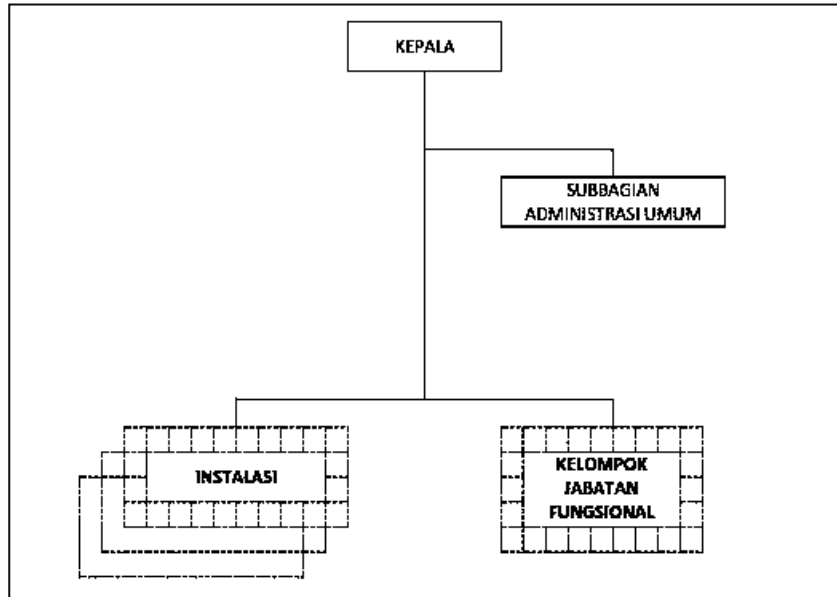 KEPALA
SUBBAGIAN
ADMINISTRASI UMUM
INSTALASI
KELOMPOK
JABATAN
FUNGSIONAL